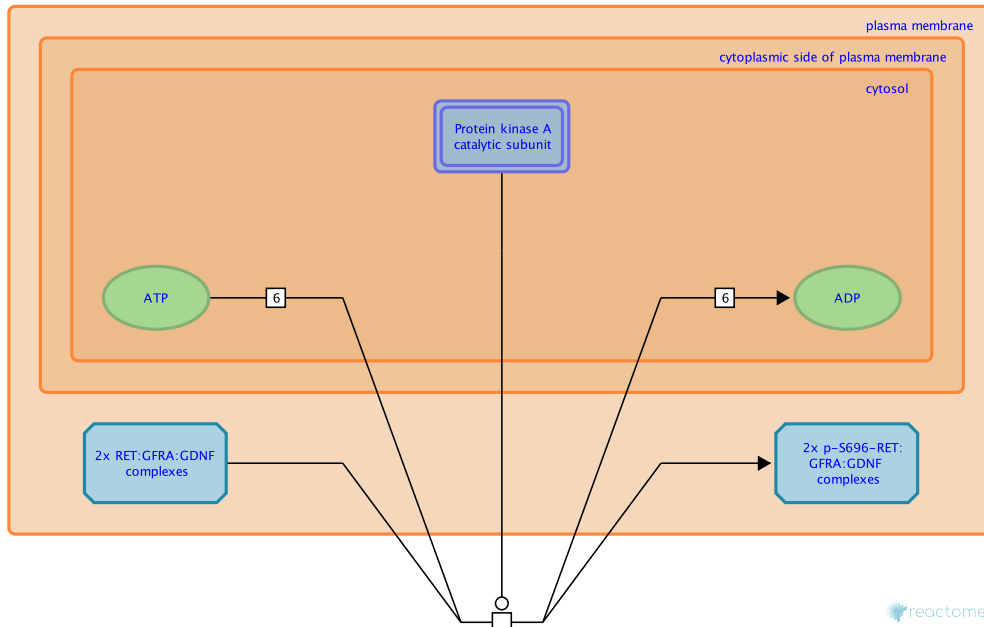 plasma membrane
cytoplasmic side of plasma membrane
cytosol
Protein kinase A
catalytic subunit
ATP
6
6
ADP
2x RET:GFRA:GDNF
complexes
2x p-S696-RET:
GFRA:GDNF
complexes
reactome